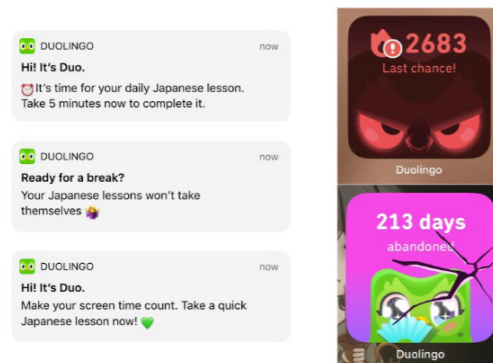 DUOLINGO now
Hi! It's Duo.
⏰It's time for your daily Japanese lesson.
Take 5 minutes now to complete it.
DUOLINGO now
Ready for a break?
Your Japanese lessons won't take
themselves 🤷‍♀️
DUOLINGO now
Hi! It's Duo.
Make your screen time count. Take a quick
Japanese lesson now! 💚
2683
Last chance!
Duolingo
213 days
abandoned
Duolingo